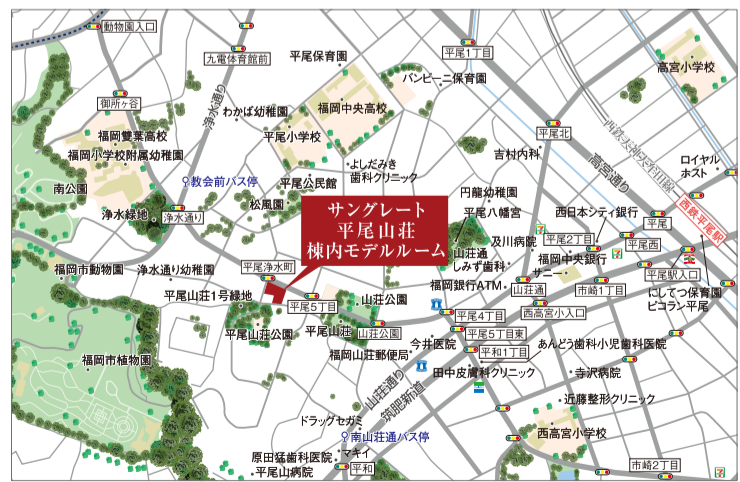 動物園入口
九電体育館前
平尾保育園
平尾1丁目
バンビーニ保育園
高宮小学校
御所ヶ谷
浄水通り
わかば幼稚園
福岡中央高校
平尾小学校
平尾北
西鉄天神大牟田線
福岡雙葉高校
福岡小学校附属幼稚園
よしだみき
歯科クリニック
吉村内科
高宮通り
ロイヤル
ホスト
南公園
教会前バス停
平尾公民館
松風園
円龍幼稚園
平尾八幡宮
西日本シティ銀行
平尾
西鉄平尾駅
浄水緑地
浄水通り
サングレート
平尾山荘
棟内モデルルーム
及川病院
平尾2丁目
平尾西
山荘通
しみず歯科
福岡中央銀行
サニー
平尾駅入口
福岡市動物園
浄水通り幼稚園
平尾浄水町
福岡銀行ATM
山荘通
市崎1丁目
にしてつ保育園
ピコラン平尾
平尾山荘1号緑地
平尾5丁目
山荘公園
西高宮小入口
平尾4丁目
平尾山荘公園
平尾山荘
山荘公園
平尾5丁目東
今井医院
平和1丁目
あんどう歯科小児歯科医院
福岡山荘郵便局
福岡市植物園
田中皮膚科クリニック
寺沢病院
山荘通り
筑肥新道
近藤整形クリニック
ドラッグセガミ
南山荘通バス停
西高宮小学校
原田猛歯科医院
マキイ
平尾山病院
平和
市崎2丁目